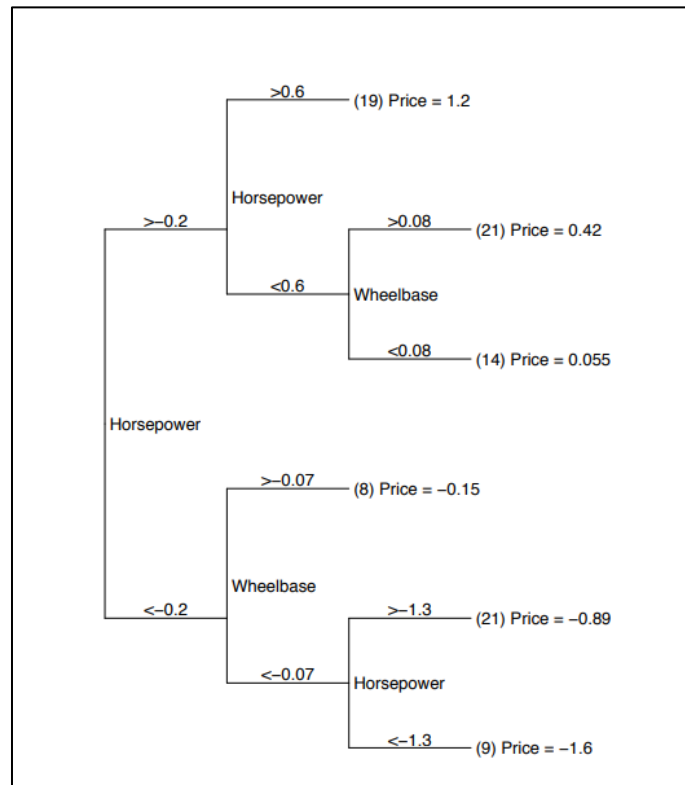 >0.6
(19) Price = 1.2
Horsepower
>−0.2
>0.08
(21) Price = 0.42
<0.6
Wheelbase
<0.08
(14) Price = 0.055
Horsepower
>−0.07
(8) Price = −0.15
Wheelbase
<−0.2
>−1.3
(21) Price = −0.89
<−0.07
Horsepower
<−1.3
(9) Price = −1.6